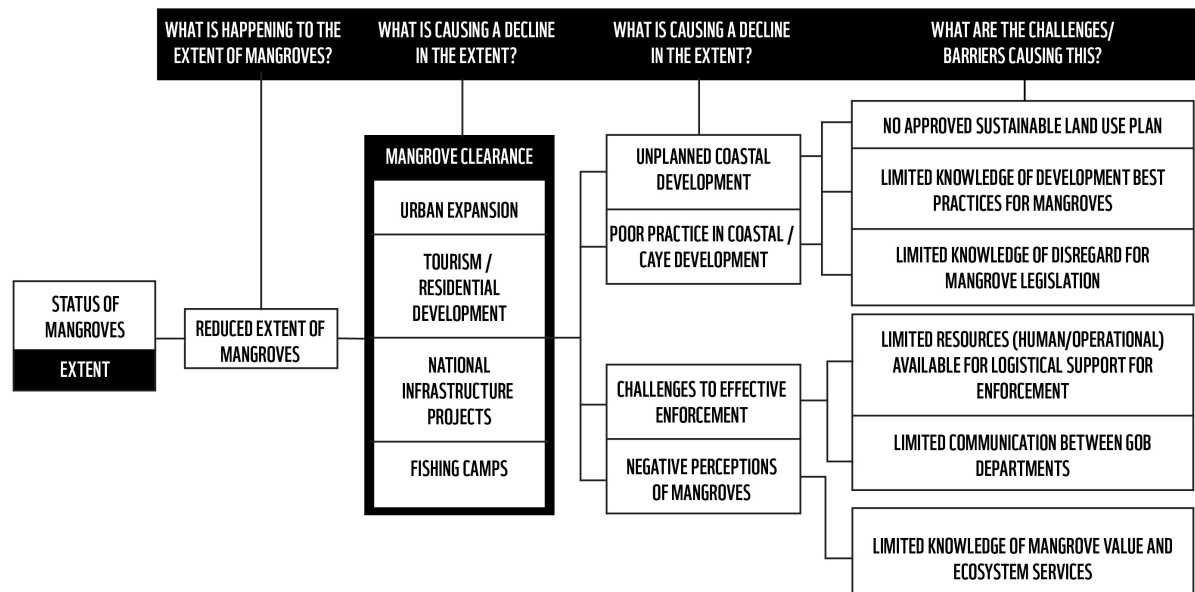 WHAT IS HAPPENING TO THE
EXTENT OF MANGROVES?
WHAT IS CAUSING A DECLINE
IN THE EXTENT?
WHAT IS CAUSING A DECLINE
IN THE EXTENT?
WHAT ARE THE CHALLENGES/
BARRIERS CAUSING THIS?
STATUS OF
MANGROVES
EXTENT
REDUCED EXTENT OF
MANGROVES
MANGROVE CLEARANCE
URBAN EXPANSION
TOURISM /
RESIDENTIAL
DEVELOPMENT
NATIONAL
INFRASTRUCTURE
PROJECTS
FISHING CAMPS
UNPLANNED COASTAL
DEVELOPMENT
POOR PRACTICE IN COASTAL /
CAYE DEVELOPMENT
CHALLENGES TO EFFECTIVE
ENFORCEMENT
NEGATIVE PERCEPTIONS
OF MANGROVES
NO APPROVED SUSTAINABLE LAND USE PLAN
LIMITED KNOWLEDGE OF DEVELOPMENT BEST
PRACTICES FOR MANGROVES
LIMITED KNOWLEDGE OF DISREGARD FOR
MANGROVE LEGISLATION
LIMITED RESOURCES (HUMAN/OPERATIONAL)
AVAILABLE FOR LOGISTICAL SUPPORT FOR
ENFORCEMENT
LIMITED COMMUNICATION BETWEEN GOB
DEPARTMENTS
LIMITED KNOWLEDGE OF MANGROVE VALUE AND
ECOSYSTEM SERVICES